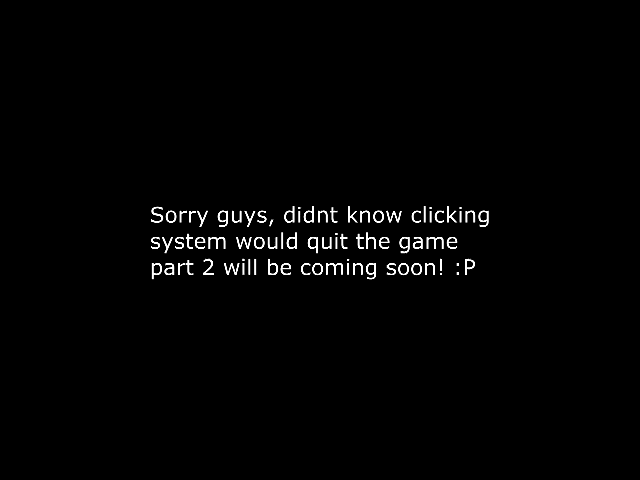 Sorry guys, didnt know clicking
system would quit the game
part 2 will be coming soon! :P